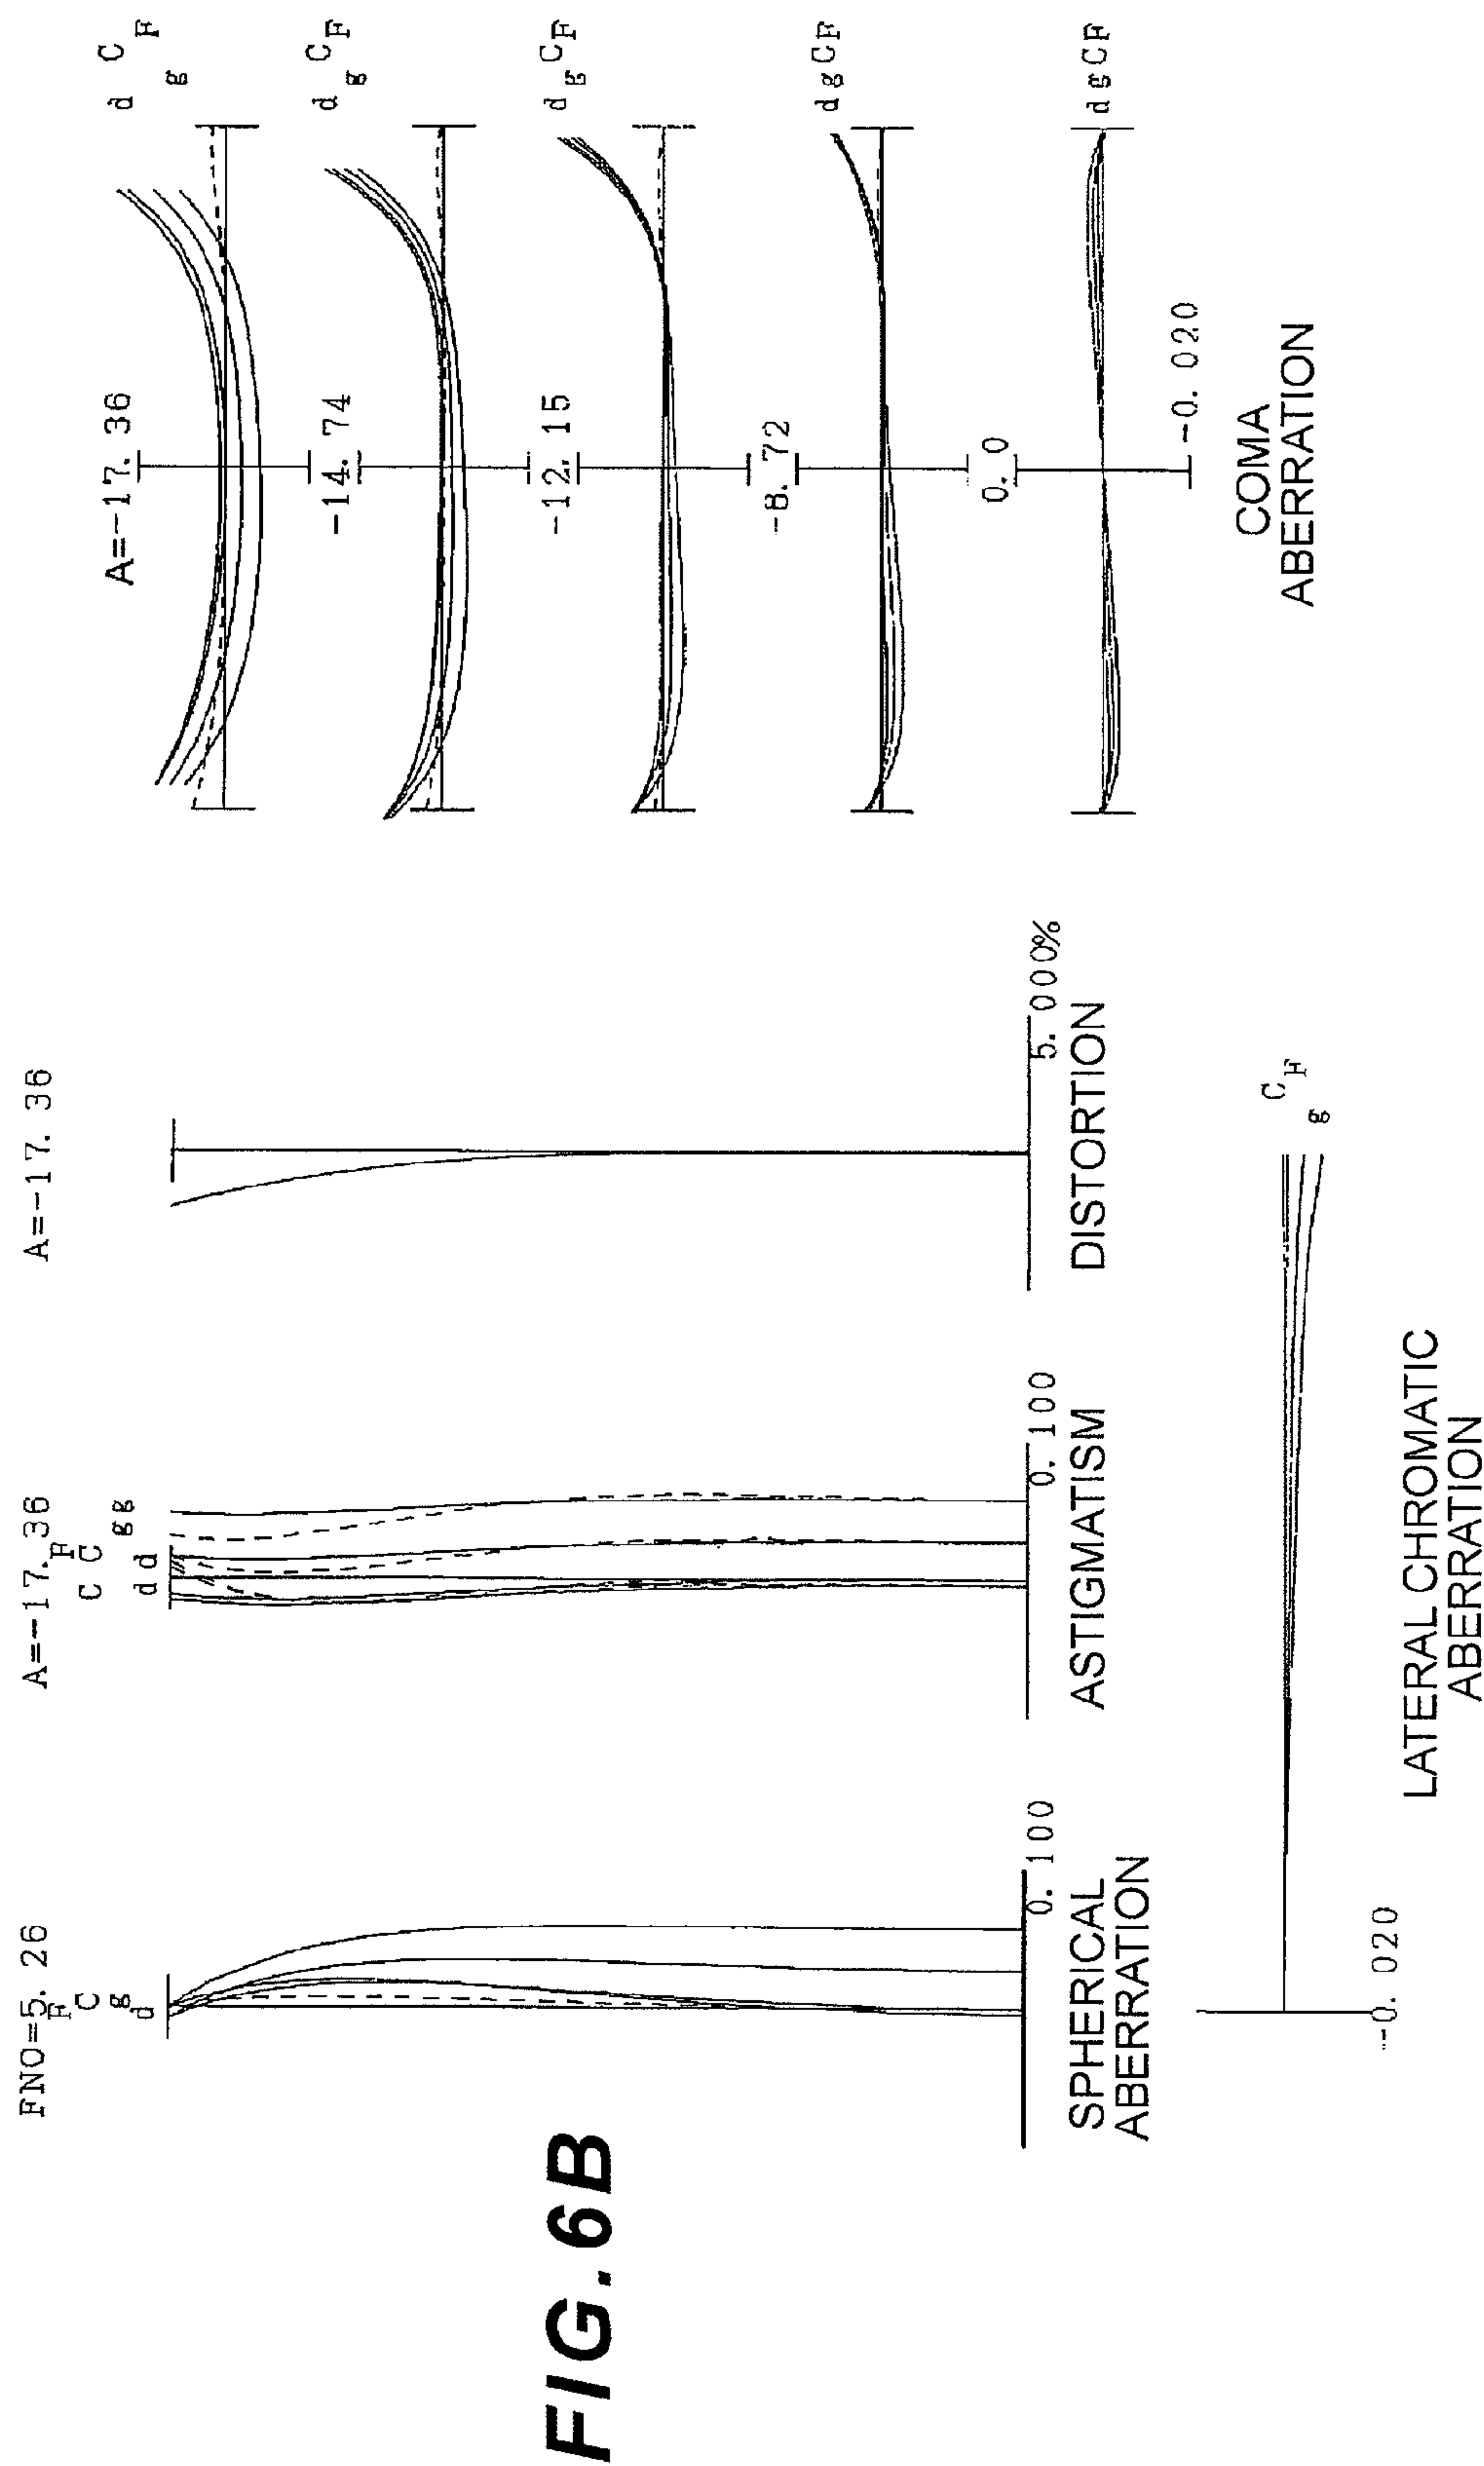 FIG. 6B
FNO=5. 26
F
C
g
d
0. 100
SPHERICAL
ABERRATION
A=-17. 36
F
C C
g g
d d
0. 100
ASTIGMATISM
A=-17. 36
5. 000%
DISTORTION
C
F
g
-0. 020
LATERAL CHROMATIC
ABERRATION
A=-17. 36
d g C F
-14. 74
d g C F
-12. 15
d g C F
-8. 72
d g C F
0. 0
d g C F
-0. 020
COMA
ABERRATION